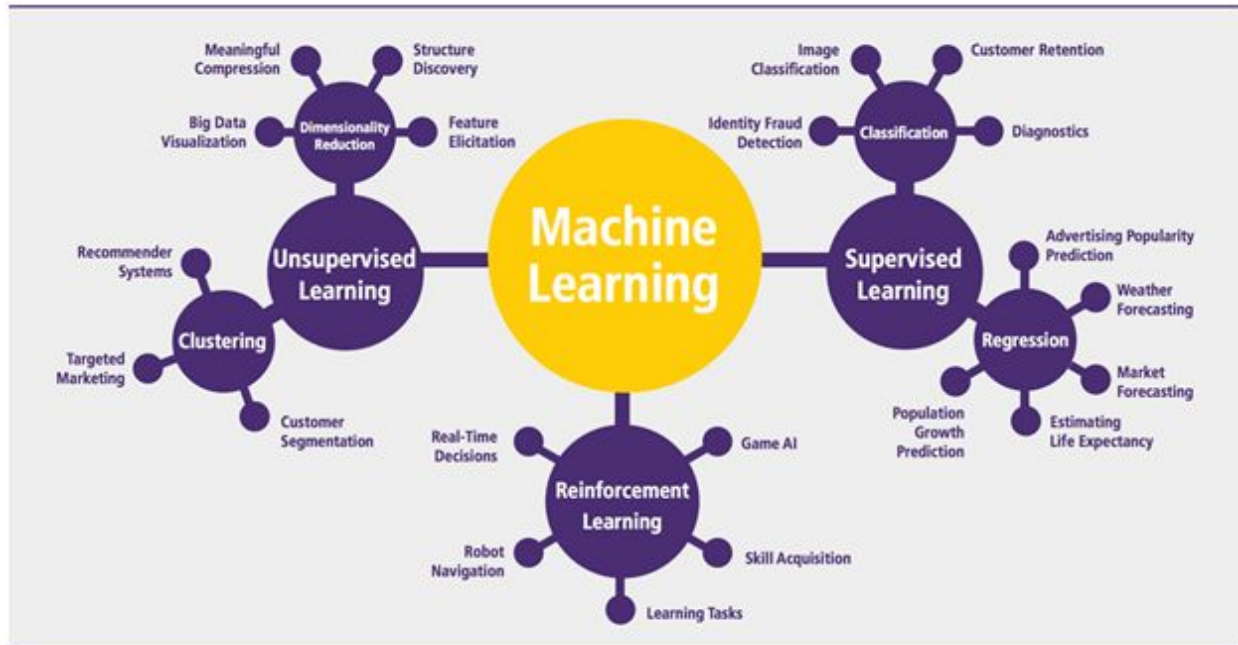 Machine
Learning
Unsupervised
Learning
Dimensionality
Reduction
Meaningful
Compression
Structure
Discovery
Big Data
Visualization
Feature
Elicitation
Clustering
Recommender
Systems
Targeted
Marketing
Customer
Segmentation
Supervised
Learning
Classification
Image
Classification
Customer Retention
Identity Fraud
Detection
Diagnostics
Regression
Advertising Popularity
Prediction
Weather
Forecasting
Market
Forecasting
Population
Growth
Prediction
Estimating
Life Expectancy
Reinforcement
Learning
Real-Time
Decisions
Game AI
Robot
Navigation
Skill Acquisition
Learning Tasks